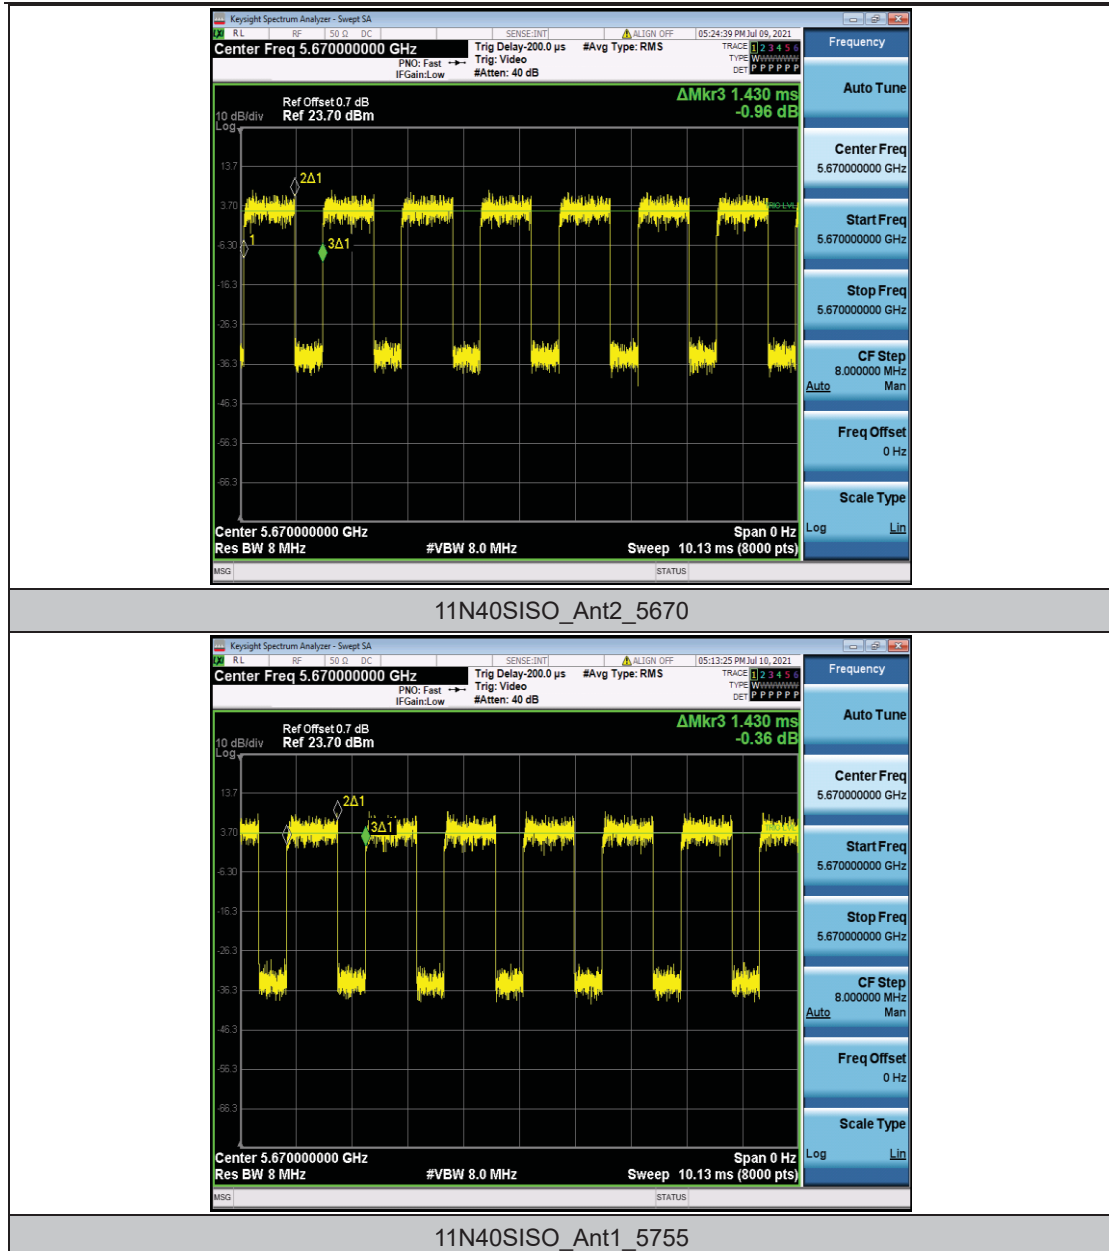 Keysight Spectrum Analyzer - Swept SA
LXI RL RF 50 Ω DC SENSE:INT ALIGN OFF 05:24:39 PM Jul 09, 2021
Center Freq 5.670000000 GHz
Trig Delay-200.0 µs #Avg Type: RMS
TRACE 1 2 3 4 5 6
PNO: Fast Trig: Video
TYPE WWWWWW
IFGain:Low #Atten: 40 dB
DET P P P P P P
ΔMkr3 1.430 ms
-0.96 dB
Ref Offset 0.7 dB
10 dB/div Ref 23.70 dBm
Log
13.7
3.70
-6.30
-16.3
-26.3
-36.3
-46.3
-56.3
-66.3
2Δ1
1
3Δ1
TRIG LVL
Center 5.670000000 GHz Span 0 Hz
Res BW 8 MHz #VBW 8.0 MHz Sweep 10.13 ms (8000 pts)
MSG STATUS
Frequency
Auto Tune
Center Freq
5.670000000 GHz
Start Freq
5.670000000 GHz
Stop Freq
5.670000000 GHz
CF Step
8.000000 MHz
Auto Man
Freq Offset
0 Hz
Scale Type
Log Lin
11N40SISO_Ant2_5670
Keysight Spectrum Analyzer - Swept SA
LXI RL RF 50 Ω DC SENSE:INT ALIGN OFF 05:13:25 PM Jul 10, 2021
Center Freq 5.670000000 GHz
Trig Delay-200.0 µs #Avg Type: RMS
TRACE 1 2 3 4 5 6
PNO: Fast Trig: Video
TYPE WWWWWW
IFGain:Low #Atten: 40 dB
DET P P P P P P
ΔMkr3 1.430 ms
-0.36 dB
Ref Offset 0.7 dB
10 dB/div Ref 23.70 dBm
Log
13.7
3.70
-6.30
-16.3
-26.3
-36.3
-46.3
-56.3
-66.3
2Δ1
3Δ1
Center 5.670000000 GHz Span 0 Hz
Res BW 8 MHz #VBW 8.0 MHz Sweep 10.13 ms (8000 pts)
MSG STATUS
Frequency
Auto Tune
Center Freq
5.670000000 GHz
Start Freq
5.670000000 GHz
Stop Freq
5.670000000 GHz
CF Step
8.000000 MHz
Auto Man
Freq Offset
0 Hz
Scale Type
Log Lin
11N40SISO_Ant1_5755